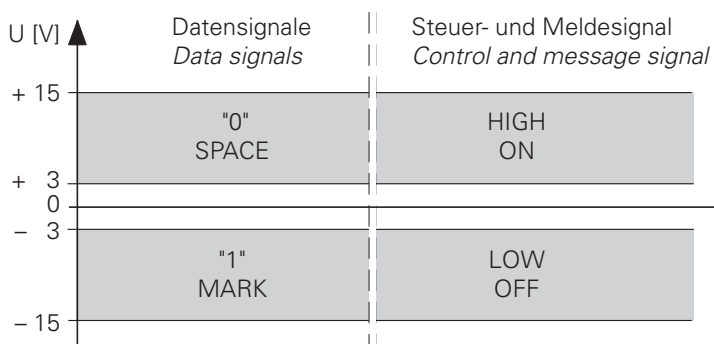 U [V]
Datensignale
Data signals
Steuer- und Meldesignal
Control and message signal
+ 15
"0"
SPACE
HIGH
ON
+ 3
0
– 3
"1"
MARK
LOW
OFF
– 15